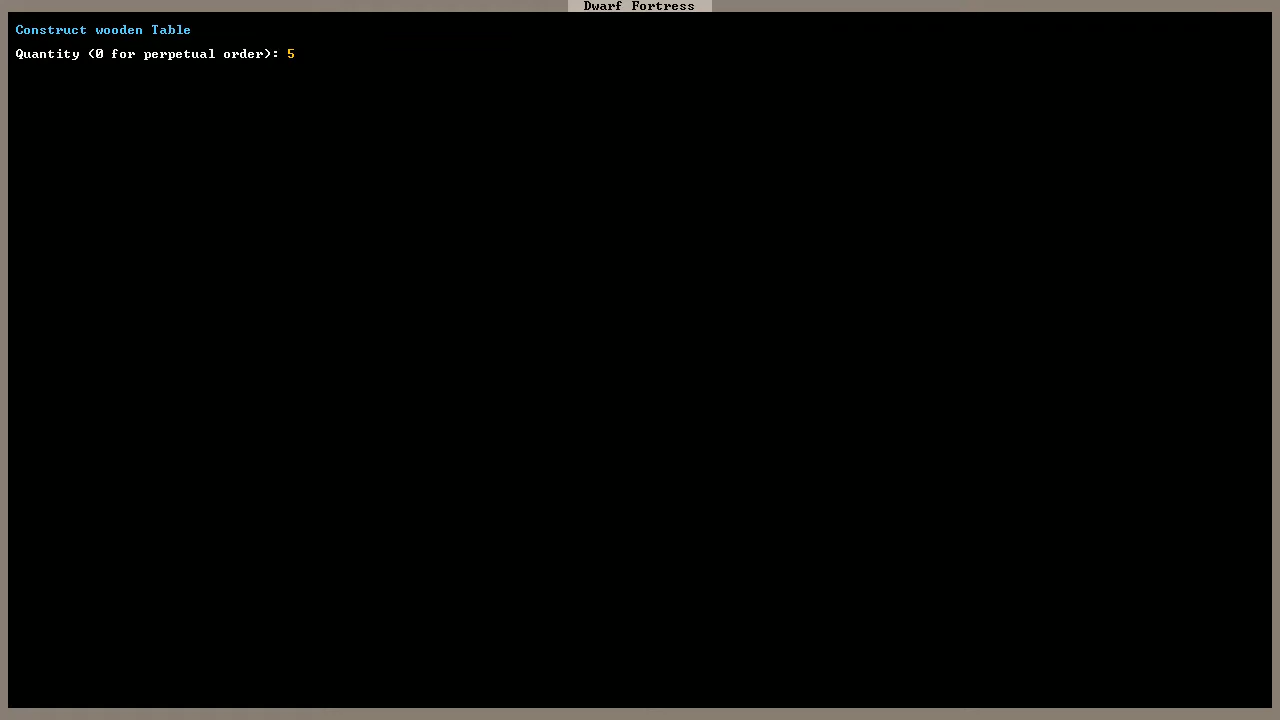 Dwarf Fortress
Construct wooden Table
Quantity (0 for perpetual order): 5